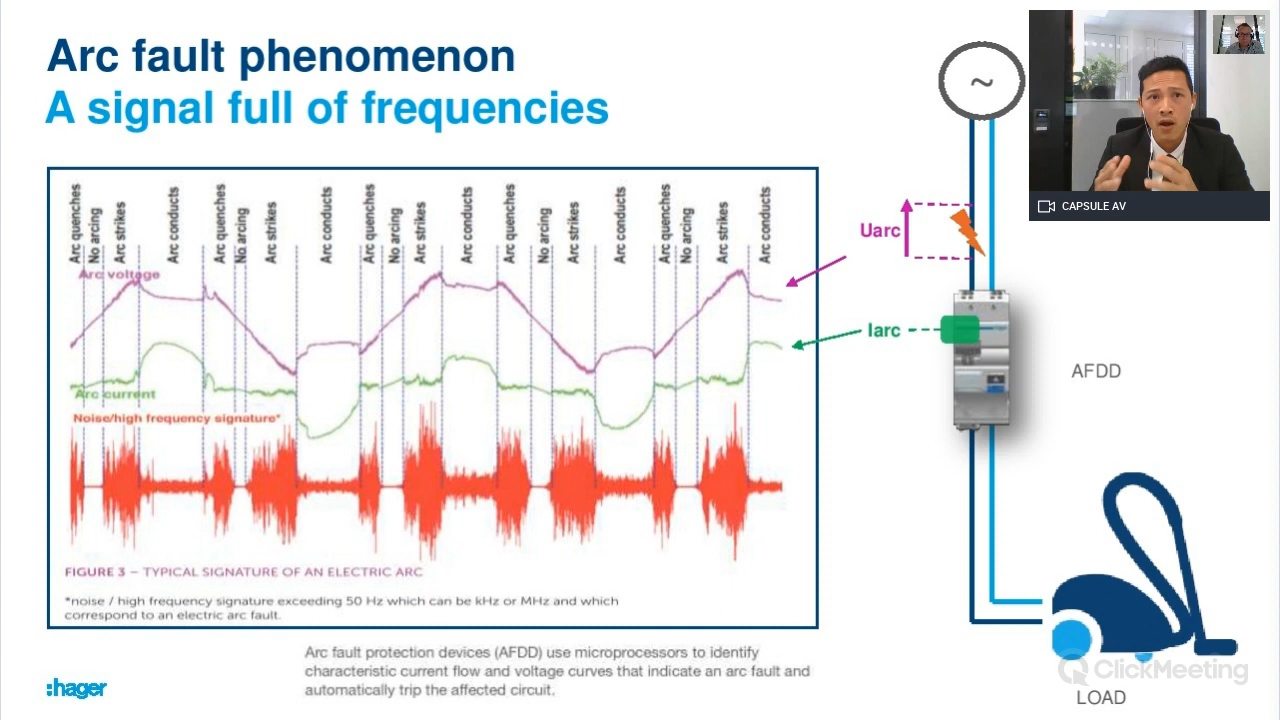 Arc fault phenomenon
A signal full of frequencies
~
CAPSULE AV
Arc quenches
No arcing
Arc strikes
Arc conducts
Arc quenches
No arcing
Arc strikes
Arc conducts
Arc quenches
No arcing
Arc strikes
Arc conducts
Arc quenches
No arcing
Arc strikes
Arc conducts
Arc quenches
No arcing
Arc strikes
Arc conducts
Arc voltage
Arc current
Noise/high frequency signature*
FIGURE 3 – TYPICAL SIGNATURE OF AN ELECTRIC ARC
*noise / high frequency signature exceeding 50 Hz which can be kHz or MHz and which
correspond to an electric arc fault.
Uarc
Iarc
AFDD
Arc fault protection devices (AFDD) use microprocessors to identify
characteristic current flow and voltage curves that indicate an arc fault and
automatically trip the affected circuit.
:hager
ClickMeeting
LOAD